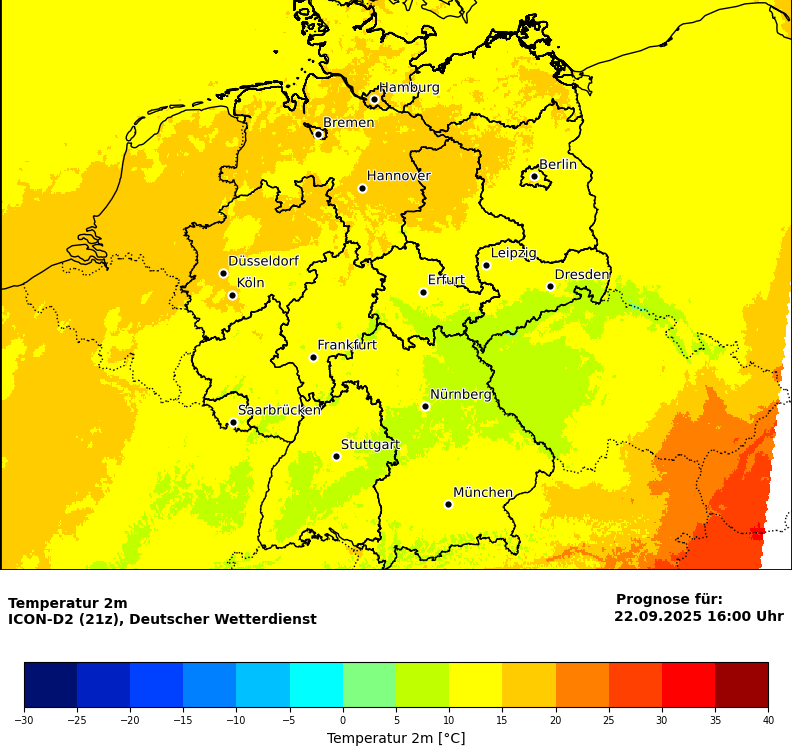 Hamburg
Bremen
Berlin
Hannover
Leipzig
Düsseldorf
Dresden
Köln
Erfurt
Frankfurt
Nürnberg
Saarbrücken
Stuttgart
München
Temperatur 2m
ICON-D2 (21z), Deutscher Wetterdienst
Prognose für:
22.09.2025 16:00 Uhr
−30 −25 −20 −15 −10 −5 0 5 10 15 20 25 30 35 40
Temperatur 2m [°C]